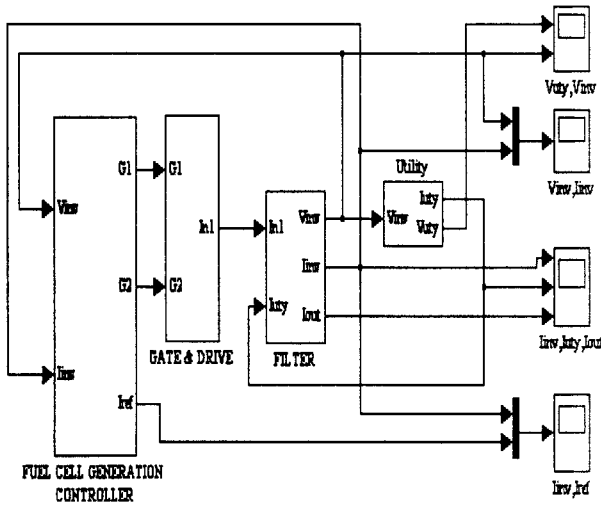 Vuty,Vinv
G1
G1
Vinv
In1
G2
G2
Iinv
Iref
FUEL CELL GENERATION
CONTROLLER
GATE & DRIVE
In1
Vinv
Iinv
Iuty
Iout
FILTER
Utility
Vinv
Iuty
Vuty
Vinv,Iinv
Iinv,Iuty,Iout
Iinv,Iref